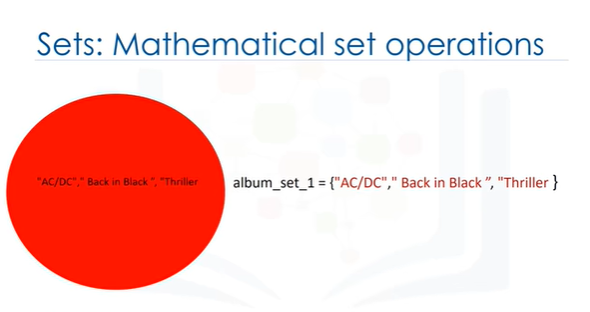 Sets: Mathematical set operations
"AC/DC"," Back in Black ", "Thriller
album_set_1 = {"AC/DC"," Back in Black ”, "Thriller }